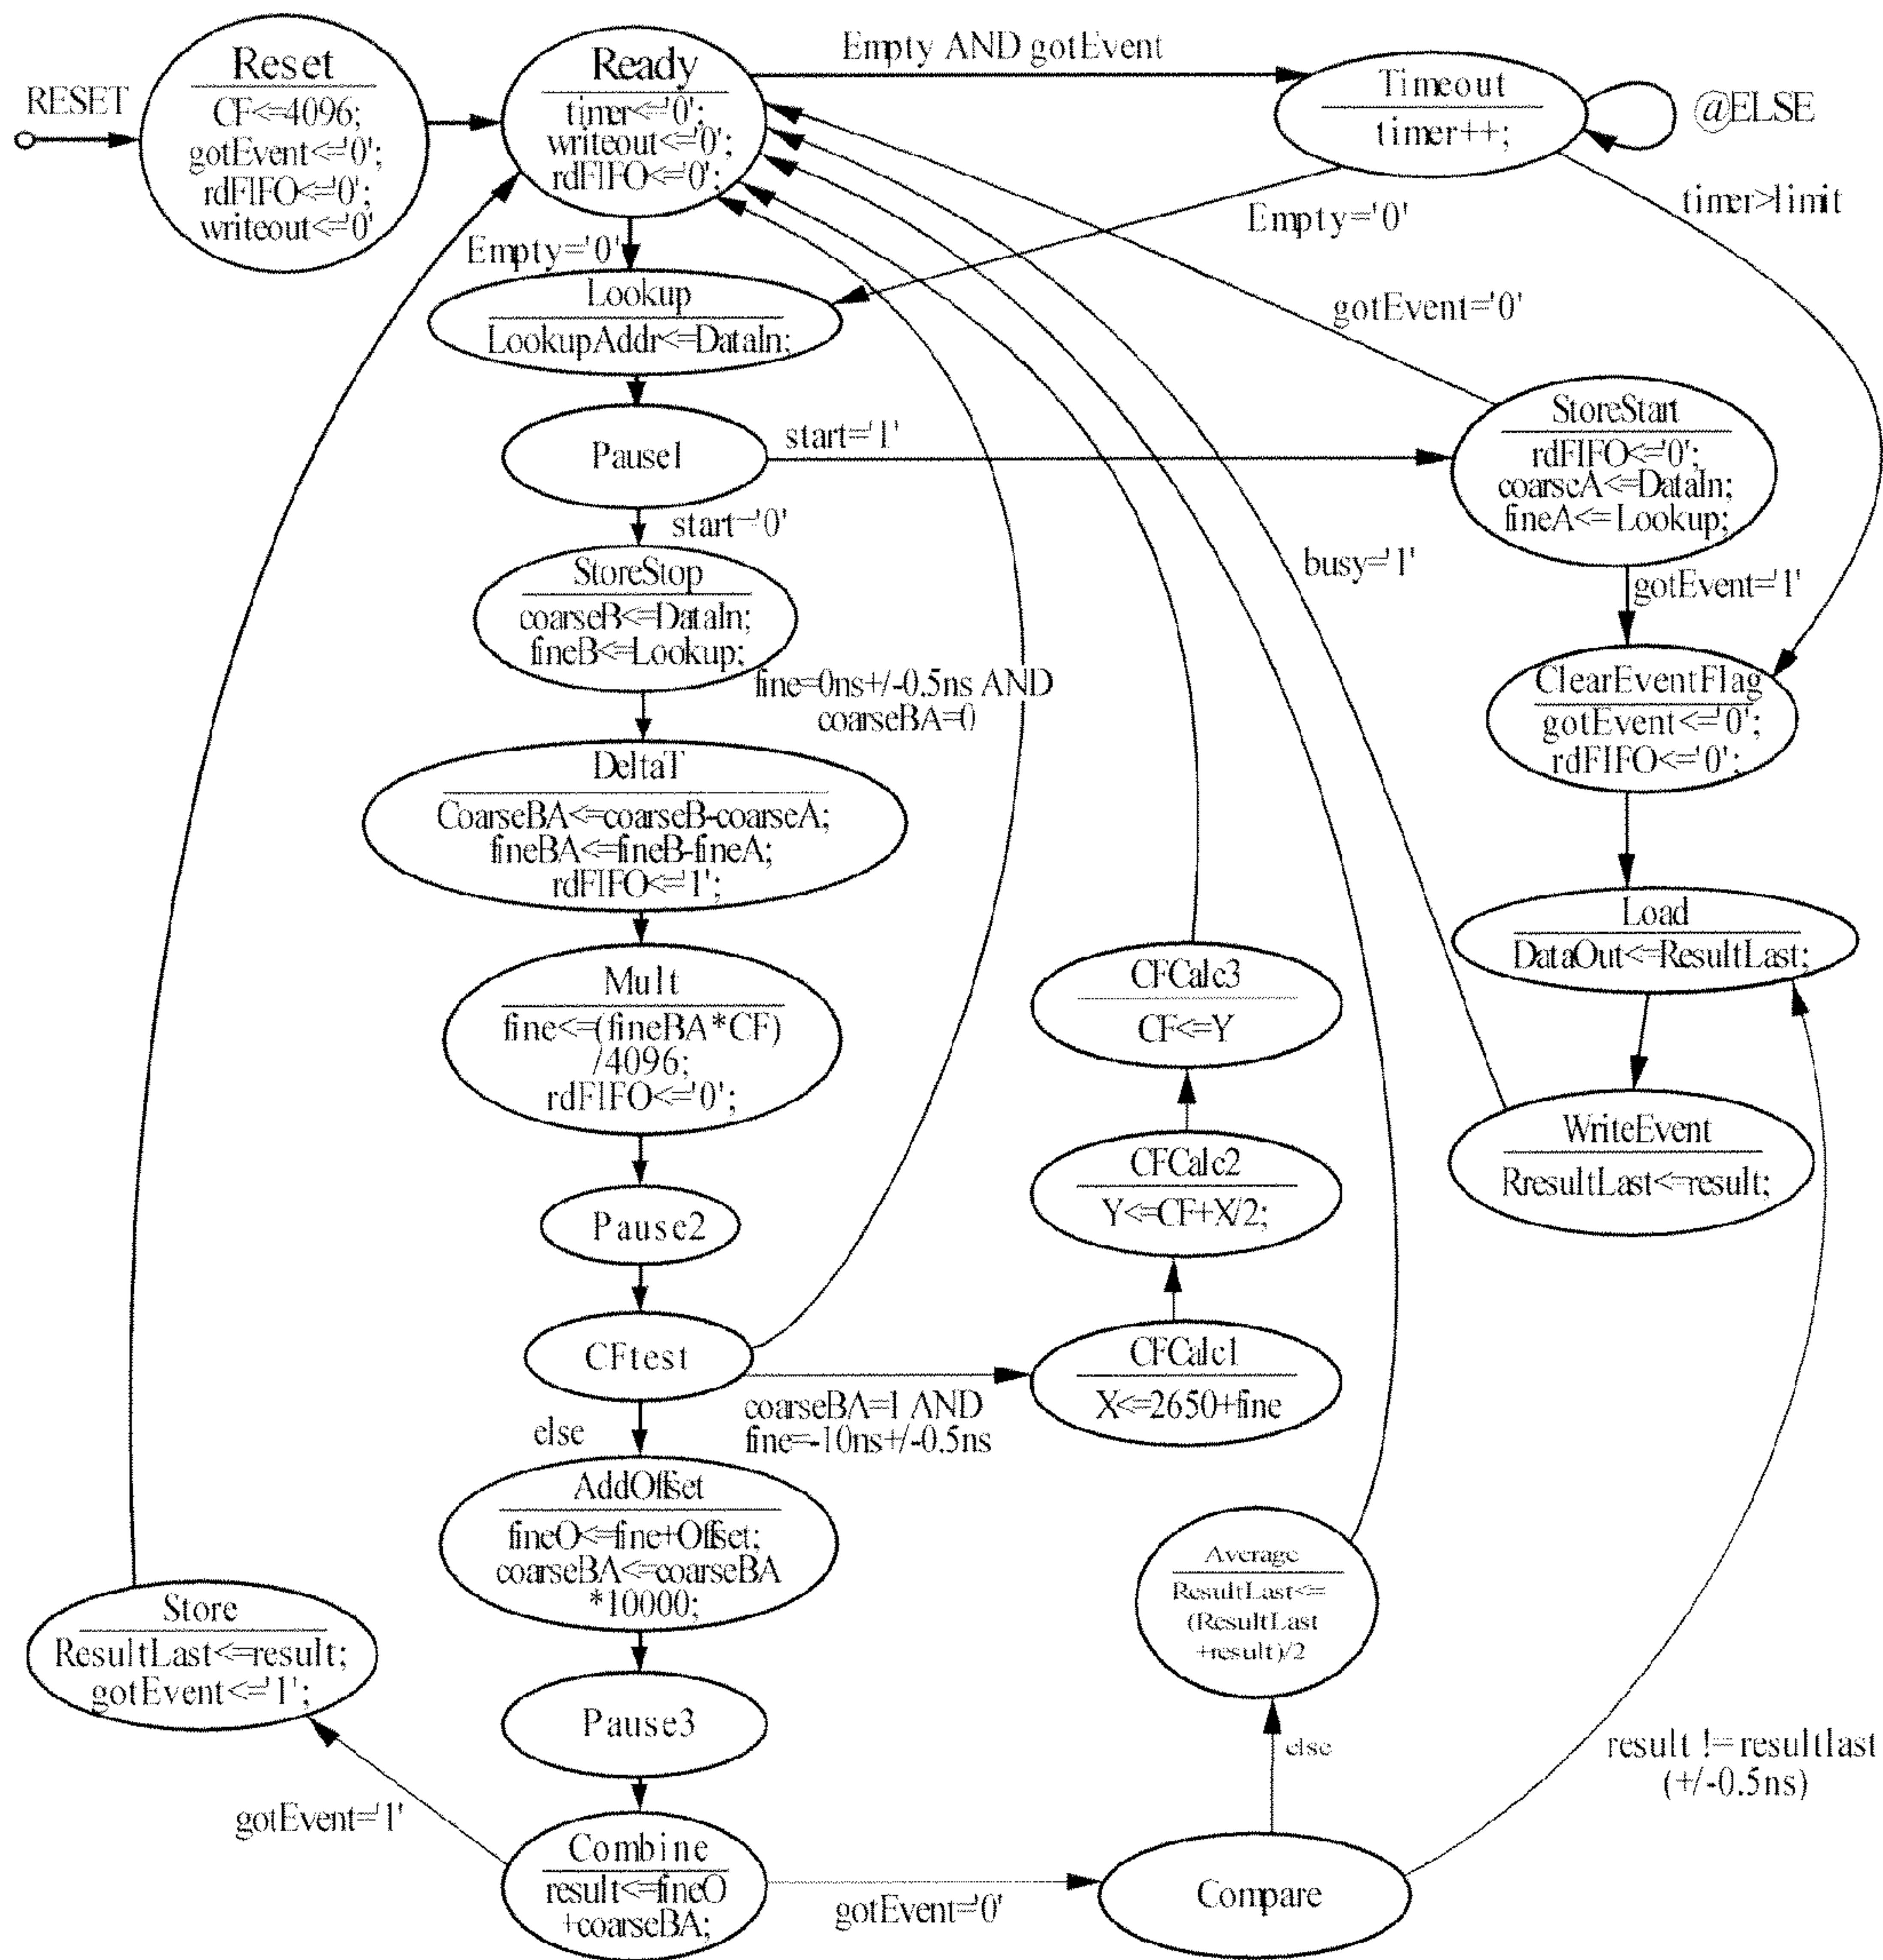 RESET
Reset
CF<=4096;
gotEvent<='0';
rdFIFO<='0';
writeout<='0'
Ready
timer<='0';
writeout<='0';
rdFIFO<='0';
Empty AND gotEvent
Timeout
timer++;
@ELSE
timer>limit
Empty='0'
Empty='0'
Lookup
LookupAddr<=DataIn;
gotEvent='0'
Pause1
start='1'
StoreStart
rdFIFO<='0';
coarseA<=DataIn;
fineA<=Lookup;
start='0'
StoreStop
coarseB<=DataIn;
fineB<=Lookup;
busy='1'
gotEvent='1'
fine=0ns+/-0.5ns AND
coarseBA=0
ClearEventFlag
gotEvent<='0';
rdFIFO<='0';
DeltaT
CoarseBA<=coarseB-coarseA;
fineBA<=fineB-fineA;
rdFIFO<='1';
Load
DataOut<=ResultLast;
Mult
fine<=(fineBA*CF)
/4096;
rdFIFO<='0';
CFCalc3
CF<=Y
WriteEvent
RresultLast<=result;
CFCalc2
Y<=CF+X/2;
Pause2
CFtest
CFCalc1
X<=2650+fine
coarseBA=1 AND
fine=-10ns+/-0.5ns
else
AddOffset
fineO<=fine+Offset;
coarseBA<=coarseBA
*10000;
Average
ResultLast<=
(ResultLast
+result)/2
Store
ResultLast<=result;
gotEvent<='1';
Pause3
else
result != resultlast
(+/-0.5ns)
gotEvent='1'
Combine
result<=fineO
+coarseBA;
gotEvent='0'
Compare